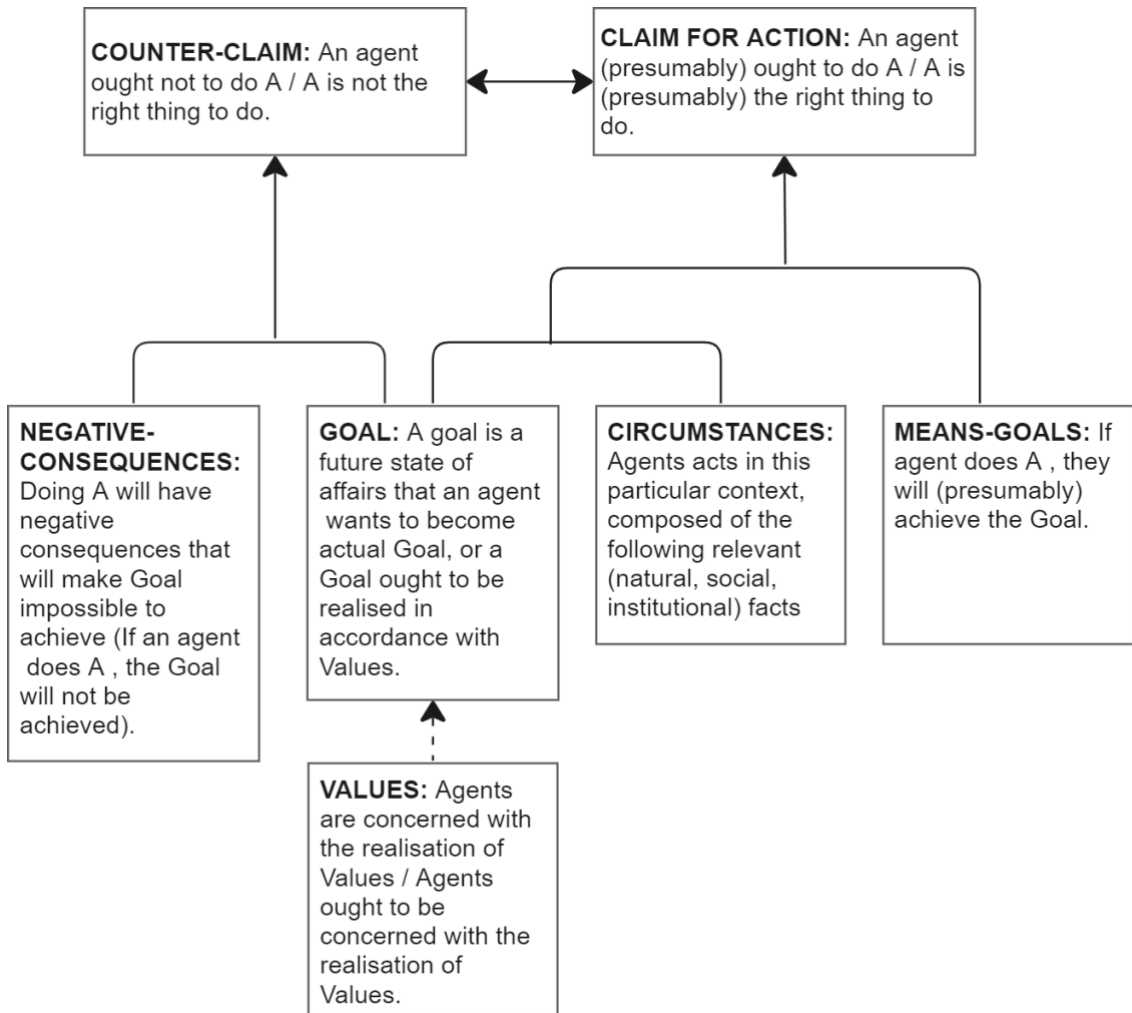 COUNTER-CLAIM: An agent
ought not to do A / A is not the
right thing to do.
CLAIM FOR ACTION: An agent
(presumably) ought to do A / A is
(presumably) the right thing to
do.
NEGATIVE-
CONSEQUENCES:
Doing A will have
negative
consequences that
will make Goal
impossible to
achieve (If an agent
does A , the Goal
will not be
achieved).
GOAL: A goal is a
future state of
affairs that an agent
wants to become
actual Goal, or a
Goal ought to be
realised in
accordance with
Values.
CIRCUMSTANCES:
Agents acts in this
particular context,
composed of the
following relevant
(natural, social,
institutional) facts
MEANS-GOALS: If
agent does A , they
will (presumably)
achieve the Goal.
VALUES: Agents
are concerned with
the realisation of
Values / Agents
ought to be
concerned with the
realisation of
Values.